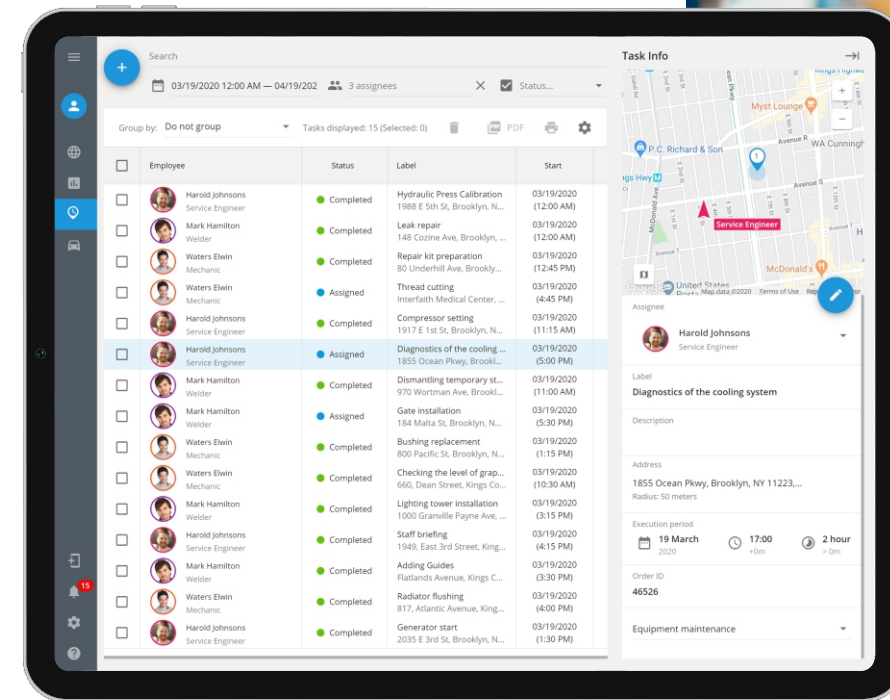 Search
03/19/2020 12:00 AM — 04/19/202
3 assignees
Status...
Group by: Do not group
Tasks displayed: 15 (Selected: 0)
PDF
Employee Status Label Start
Harold Johnsons Completed Hydraulic Press Calibration 03/19/2020
Service Engineer 1988 E 5th St, Brooklyn, N... (12:00 AM)
Mark Hamilton Completed Leak repair 03/19/2020
Welder 148 Cozine Ave, Brooklyn, ... (12:00 AM)
Waters Elwin Completed Repair kit preparation 03/19/2020
Mechanic 80 Underhill Ave, Brookly... (12:45 PM)
Waters Elwin Assigned Thread cutting 03/19/2020
Mechanic Interfaith Medical Center, ... (4:45 PM)
Harold Johnsons Completed Compressor setting 03/19/2020
Service Engineer 1917 E 1st St, Brooklyn, N... (11:15 AM)
Harold Johnsons Assigned Diagnostics of the cooling ... 03/19/2020
Service Engineer 1855 Ocean Pkwy, Brookl... (5:00 PM)
Mark Hamilton Completed Dismantling temporary st... 03/19/2020
Welder 970 Wortman Ave, Brookl... (11:00 AM)
Mark Hamilton Assigned Gate installation 03/19/2020
Welder 184 Malta St, Brooklyn, N... (5:30 PM)
Waters Elwin Completed Bushing replacement 03/19/2020
Mechanic 800 Pacific St, Brooklyn, N... (1:15 PM)
Waters Elwin Completed Checking the level of grap... 03/19/2020
Mechanic 660, Dean Street, Kings Co... (10:30 AM)
Mark Hamilton Completed Lighting tower installation 03/19/2020
Welder 1000 Granville Payne Ave, ... (3:15 PM)
Harold Johnsons Completed Staff briefing 03/19/2020
Service Engineer 1949, East 3rd Street, King... (4:15 PM)
Mark Hamilton Completed Adding Guides 03/19/2020
Welder Flatlands Avenue, Kings C... (3:30 PM)
Waters Elwin Completed Radiator flushing 03/19/2020
Mechanic 817, Atlantic Avenue, King... (4:00 PM)
Harold Johnsons Completed Generator start 03/19/2020
Service Engineer 2035 E 3rd St, Brooklyn, N... (1:30 PM)
15
Task Info
Kings Highway
+
Myst Lounge
−
Avenue R
P.C. Richard & Son
WA Cunningh
1
ngs Hwy
Avenue S
McDonald Ave
Service Engineer
Avenue T
Avenue T
H
McDonald's
United States
Map data ©2020 Terms of Use
Assignee
Harold Johnsons
Service Engineer
Label
Diagnostics of the cooling system
Description
Address
1855 Ocean Pkwy, Brooklyn, NY 11223,...
Radius: 50 meters
Execution period
19 March 17:00 2 hour
2020 +0m > 0m
Order ID
46526
Equipment maintenance